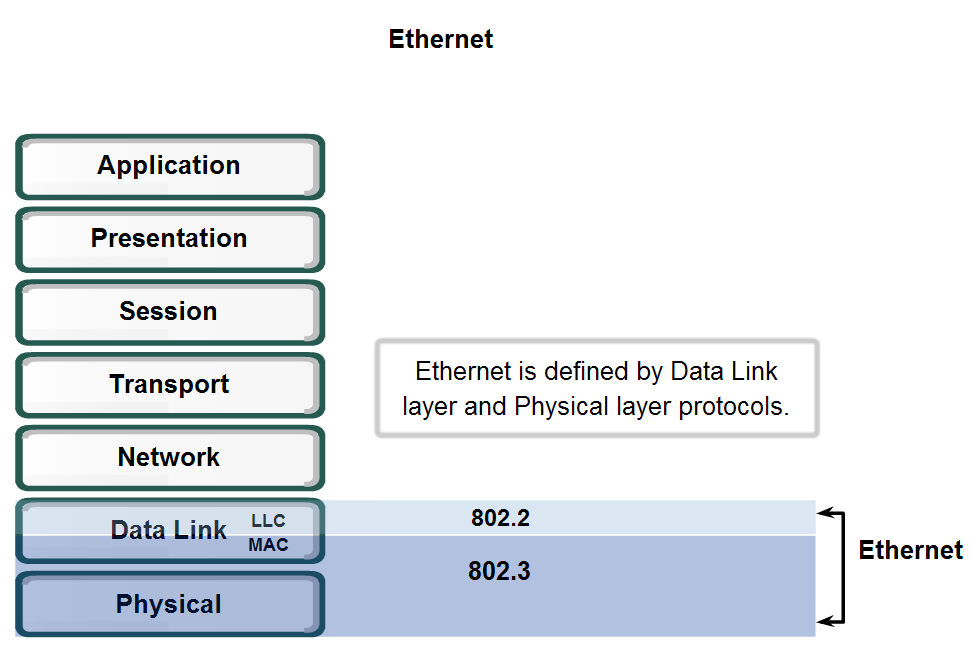 Ethernet
Application
Presentation
Session
Transport
Ethernet is defined by Data Link
layer and Physical layer protocols.
Network
Data Link
LLC
MAC
802.2
802.3
Ethernet
Physical